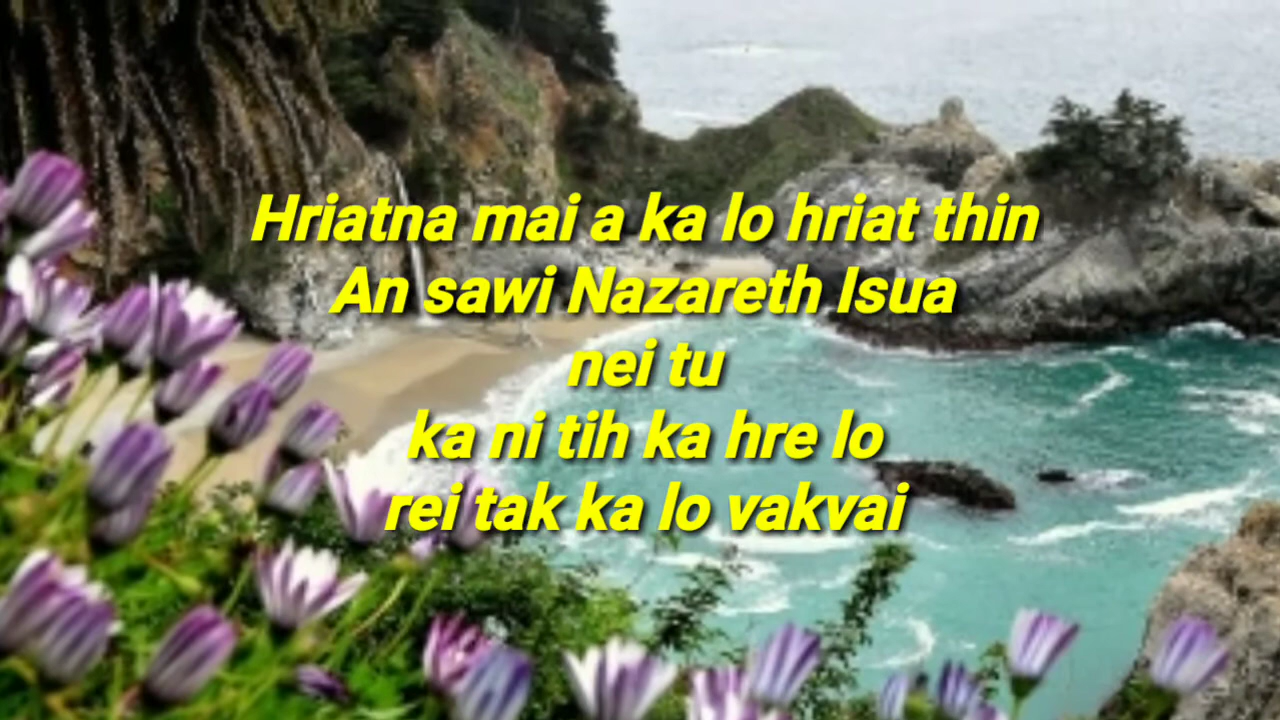 Hriatna mai a ka lo hriat thin
An sawi Nazareth Isua
nei tu
ka ni tih ka hre lo
rei tak ka lo vakvai